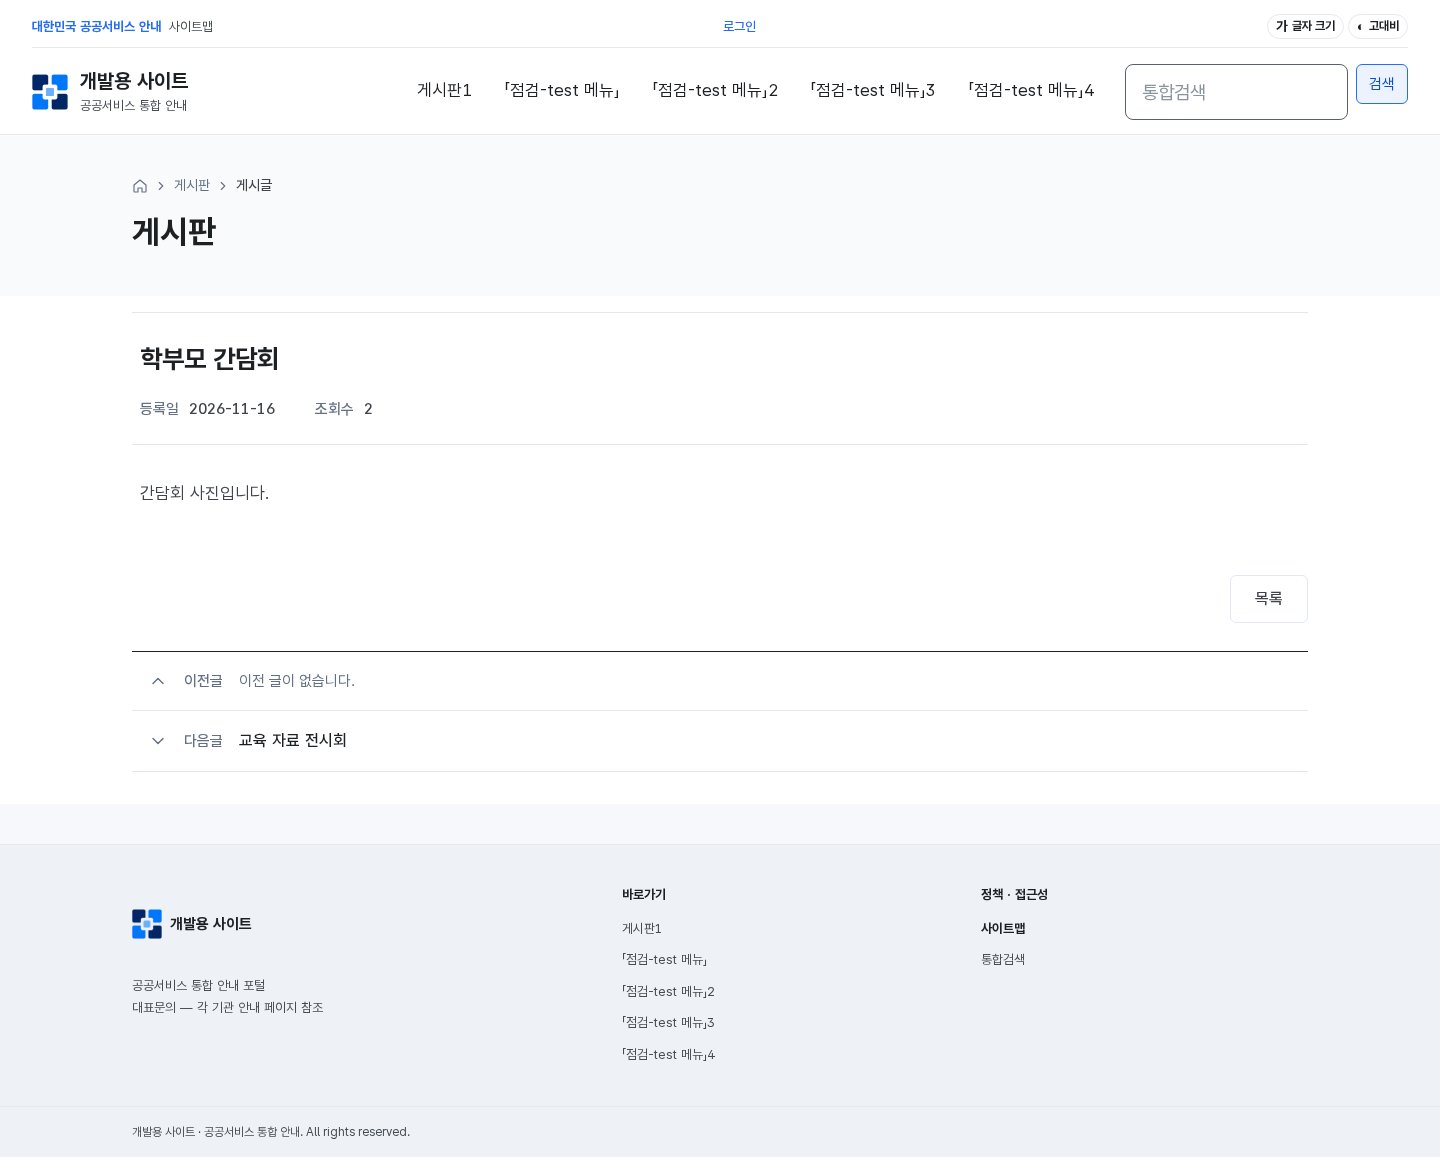 대한민국 공공서비스 안내 사이트맵
로그인
가 글자 크기
고대비
개발용 사이트
공공서비스 통합 안내
게시판1
「점검-test 메뉴」
「점검-test 메뉴」2
「점검-test 메뉴」3
「점검-test 메뉴」4
통합검색
검색
게시판
게시글
게시판
학부모 간담회
등록일 2026-11-16 조회수 2
간담회 사진입니다.
목록
이전글 이전 글이 없습니다.
다음글 교육 자료 전시회
개발용 사이트
공공서비스 통합 안내 포털
대표문의 — 각 기관 안내 페이지 참조
바로가기
게시판1
「점검-test 메뉴」
「점검-test 메뉴」2
「점검-test 메뉴」3
「점검-test 메뉴」4
정책 · 접근성
사이트맵
통합검색
개발용 사이트 · 공공서비스 통합 안내. All rights reserved.